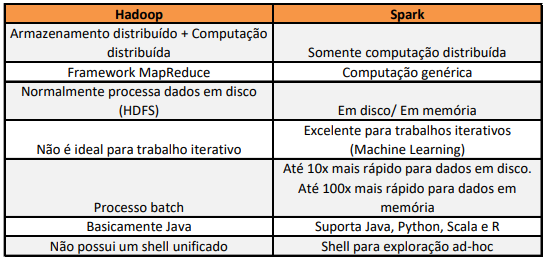 Hadoop Spark
Armazenamento distribuído + Computação
distribuída Somente computação distribuída
Framework MapReduce Computação genérica
Normalmente processa dados em disco
(HDFS) Em disco/ Em memória
Não é ideal para trabalho iterativo
Excelente para trabalhos iterativos
(Machine Learning)
Processo batch
Até 10x mais rápido para dados em disco.
Até 100x mais rápido para dados em
memória
Basicamente Java Suporta Java, Python, Scala e R
Não possui um shell unificado Shell para exploração ad-hoc